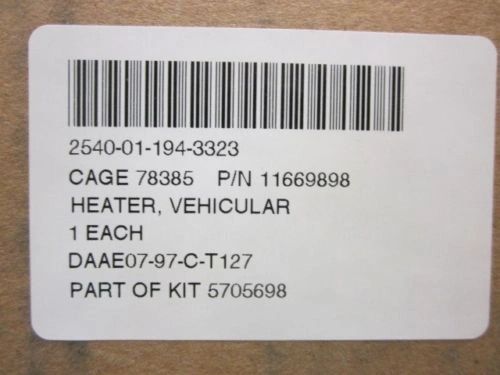 2540-01-194-3323
CAGE 78385 P/N 11669898
HEATER, VEHICULAR
1 EACH
DAAE07-97-C-T127
PART OF KIT 5705698